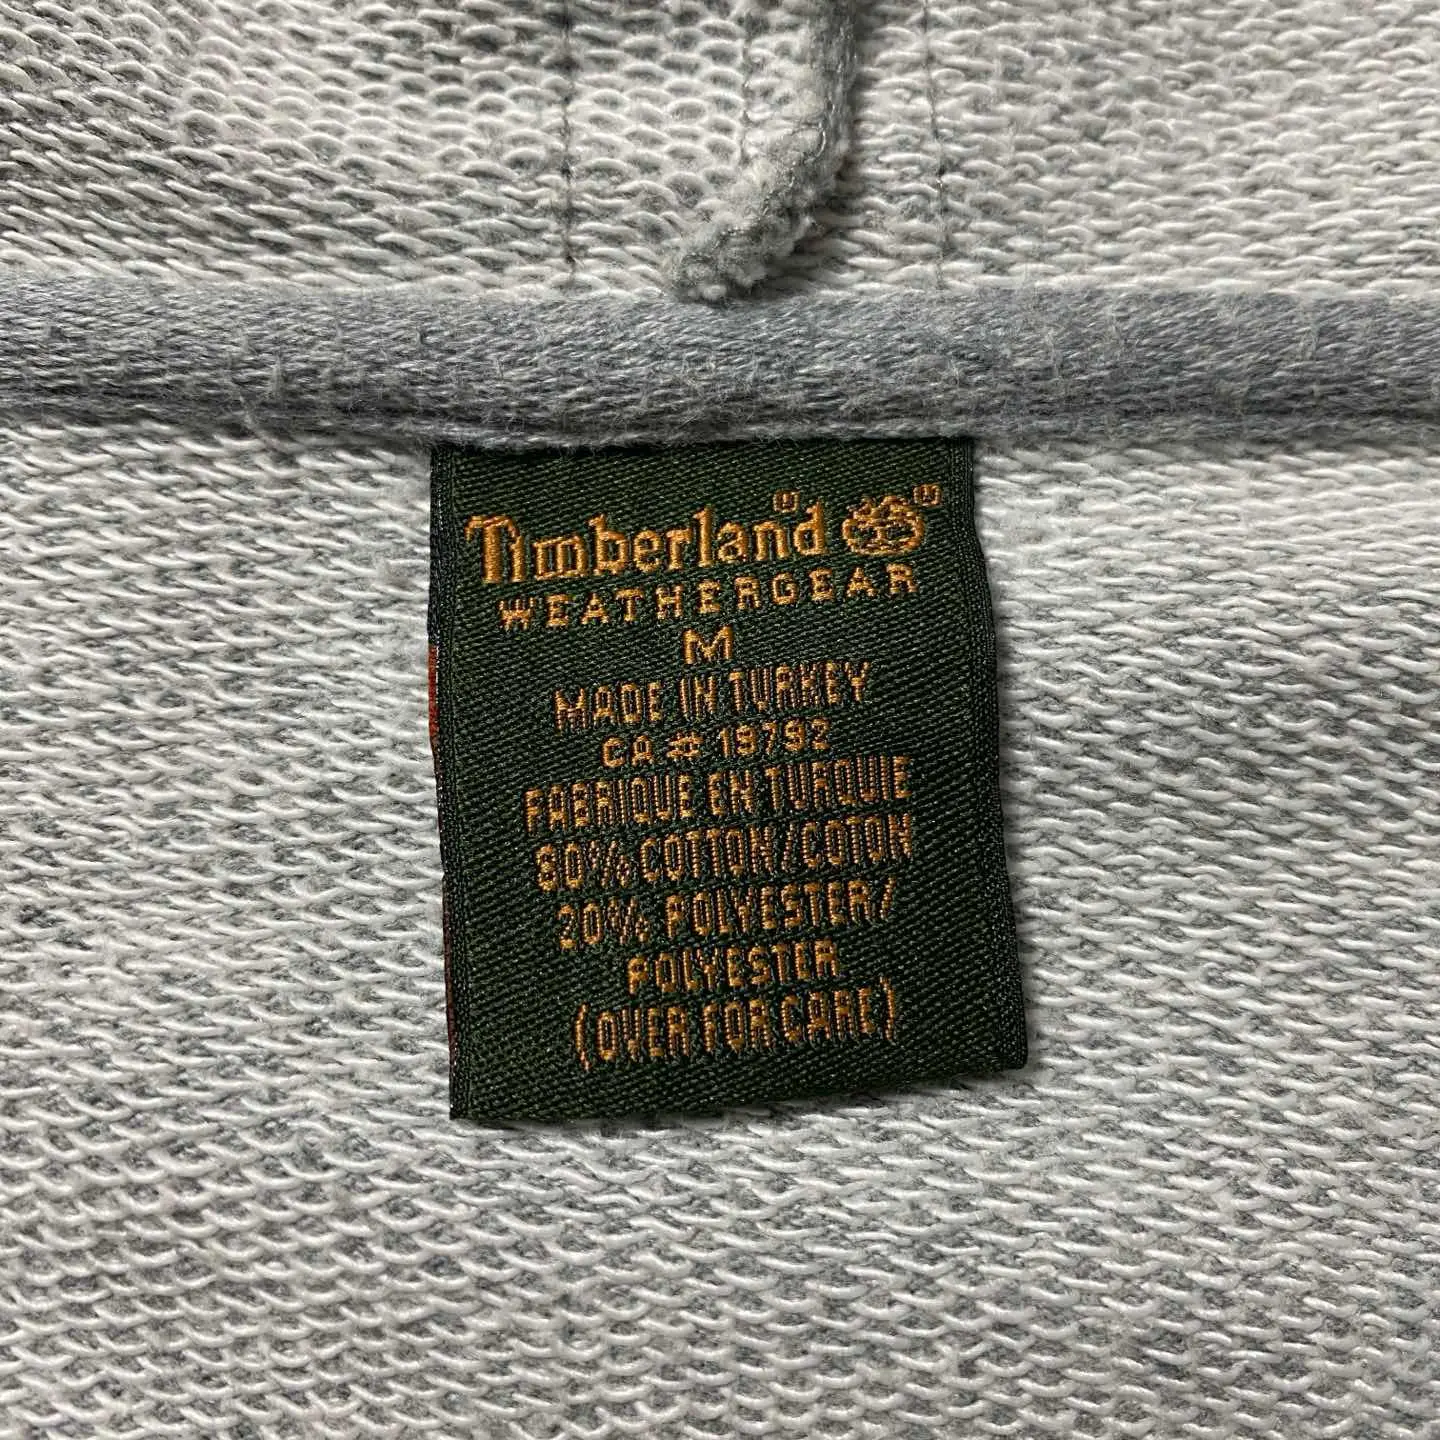 Timberland
WEATHERGEAR
M
MADE IN TURKEY
CA# 19792
FABRIQUE EN TURQUIE
80% COTTON/COTON
20% POLYESTER/
POLYESTER
(OVER FOR CARE)